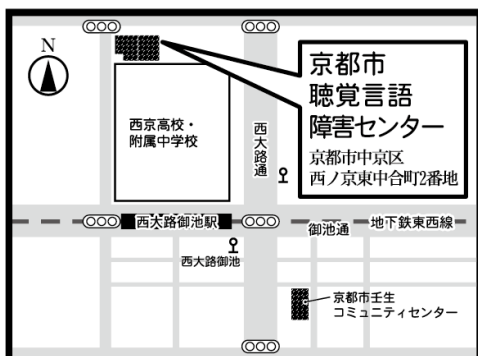 N
京都市
聴覚言語
障害センター
京都市中京区
西ノ京東中合町2番地
西京高校・
附属中学校
西大路通
西大路御池駅
御池通
地下鉄東西線
西大路御池
京都市壬生
コミュニティセンター